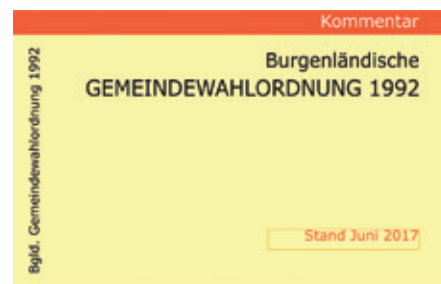 Kommentar
Burgenländische
GEMEINDEWAHLORDNUNG 1992
Bgld. Gemeindewahlordnung 1992
Stand Juni 2017